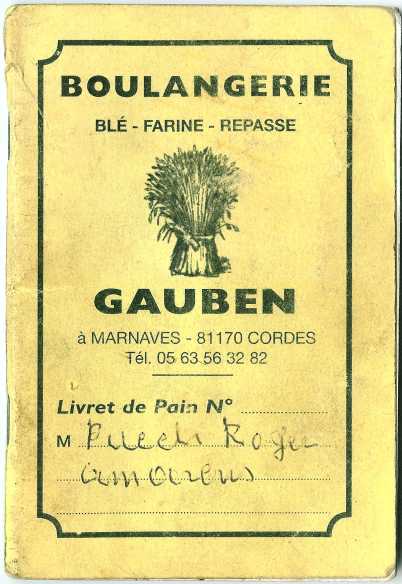 BOULANGERIE
BLÉ - FARINE - REPASSE
GAUBEN
à MARNAVES - 81170 CORDES
Tél. 05 63 56 32 82
Livret de Pain N°
M Puech Roger
Amarens